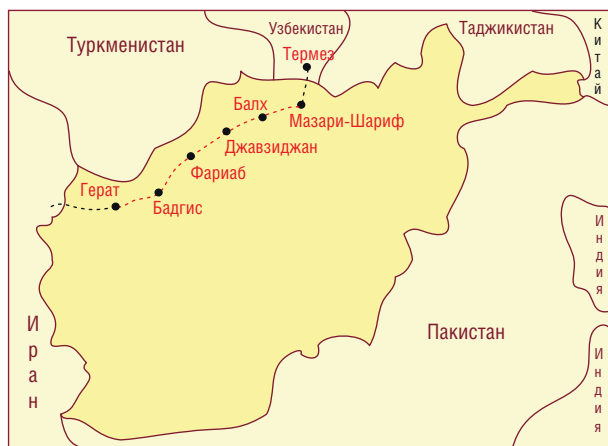 Узбекистан
Таджикистан
Китай
Туркменистан
Термез
Балх
Мазари-Шариф
Джавзиджан
Фариаб
Герат
Бадгис
Индия
Иран
Пакистан
Индия